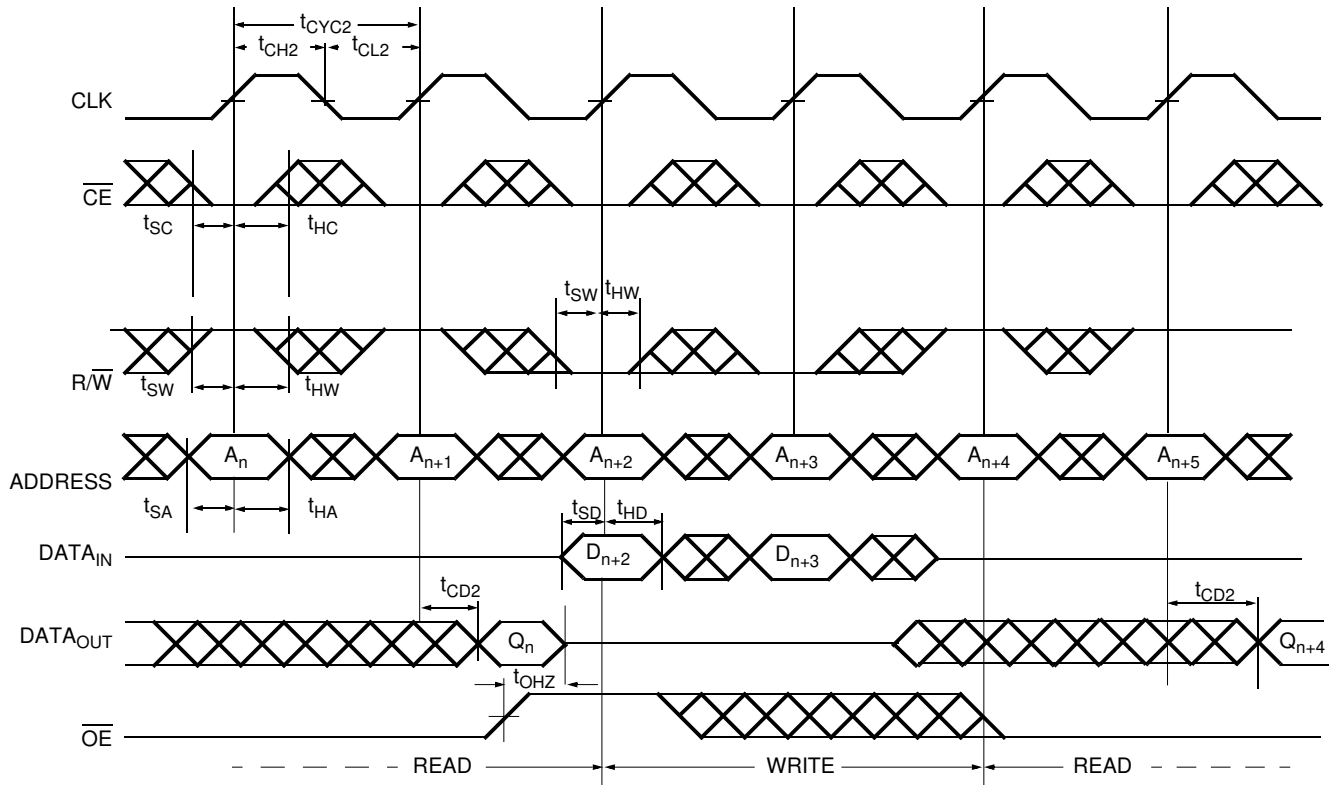 tCYC2
tCH2 tCL2
CLK
CE
tSC tHC
tSW tHW
R/W
tSW tHW
An An+1 An+2 An+3 An+4 An+5
ADDRESS
tSA tHA
tSD tHD
DATAIN
Dn+2 Dn+3
tCD2 tCD2
DATAOUT
Qn Qn+4
tOHZ
OE
READ WRITE READ